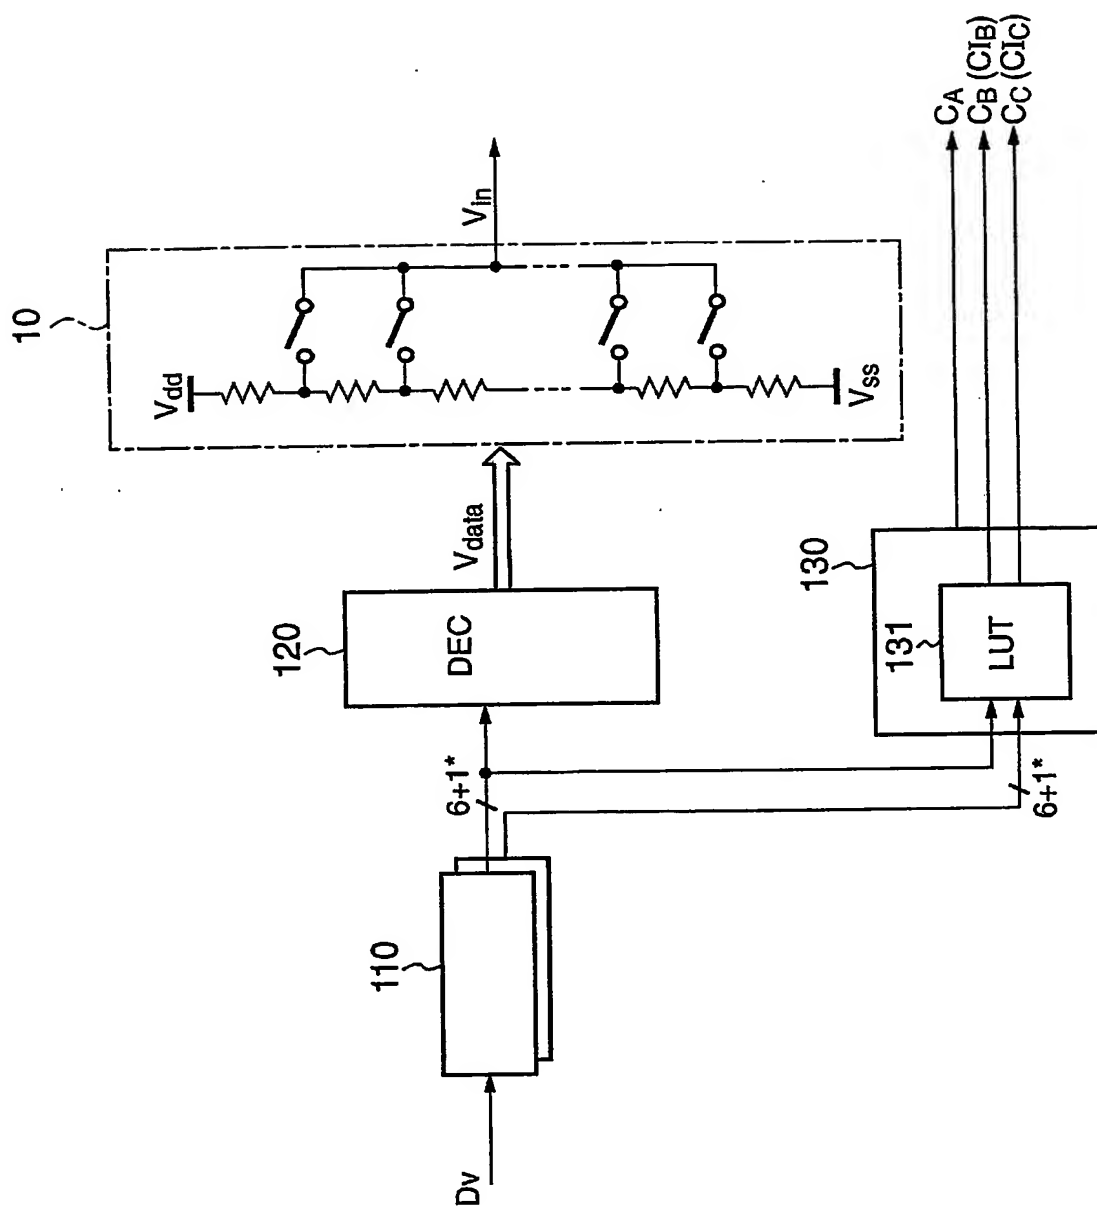 10
Vdd
Vss
Vin
Vdata
120
DEC
6+1*
110
Dv
130
131
LUT
6+1*
CA
CB (CIB)
CC (CIC)